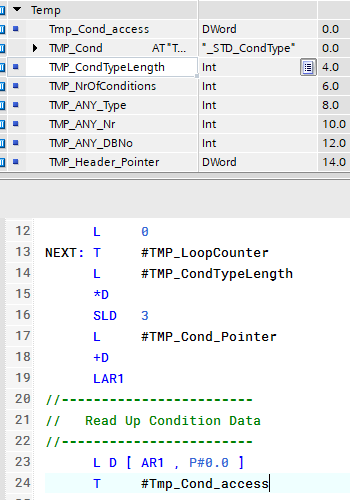 Temp
Tmp_Cond_access DWord 0.0
TMP_Cond AT"T... "_STD_CondType" 0.0
TMP_CondTypeLength Int 4.0
TMP_NrOfConditions Int 6.0
TMP_ANY_Type Int 8.0
TMP_ANY_Nr Int 10.0
TMP_ANY_DBNo Int 12.0
TMP_Header_Pointer DWord 14.0
12 L 0
13 NEXT: T #TMP_LoopCounter
14 L #TMP_CondTypeLength
15 *D
16 SLD 3
17 L #TMP_Cond_Pointer
18 +D
19 LAR1
20 //-------------------------
21 // Read Up Condition Data
22 //-------------------------
23 L D [ AR1 , P#0.0 ]
24 T #Tmp_Cond_access